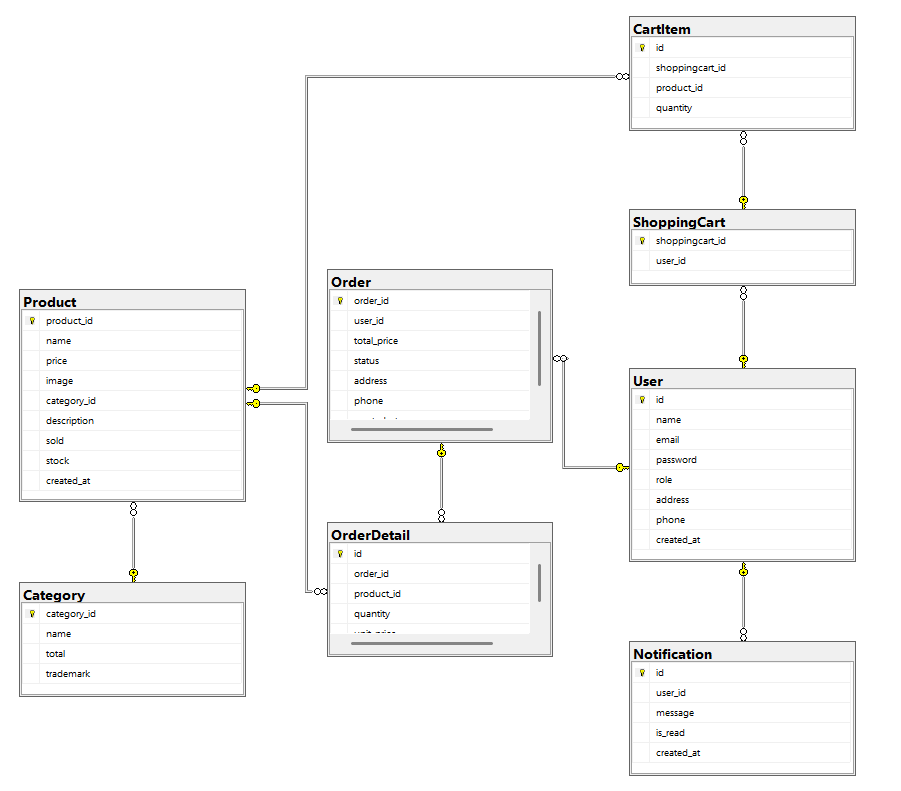 CartItem
id
shoppingcart_id
product_id
quantity
ShoppingCart
shoppingcart_id
user_id
Order
order_id
user_id
total_price
status
address
phone
Product
product_id
name
price
image
category_id
description
sold
stock
created_at
User
id
name
email
password
role
address
phone
created_at
OrderDetail
id
order_id
product_id
quantity
Category
category_id
name
total
trademark
Notification
id
user_id
message
is_read
created_at